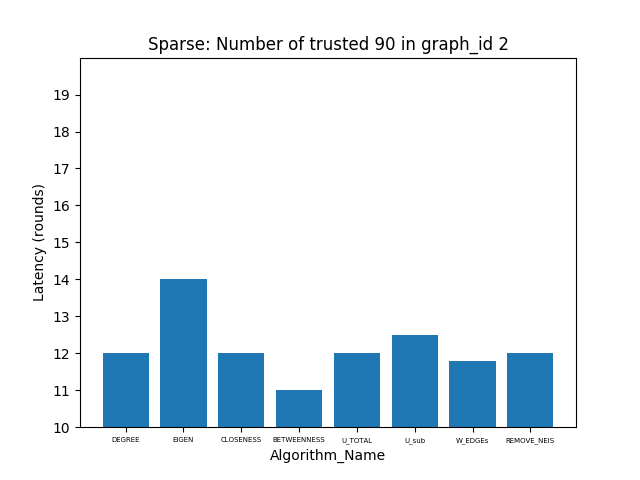 Sparse: Number of trusted 90 in graph_id 2
Latency (rounds)
19
18
17
16
15
14
13
12
11
10
DEGREE EIGEN CLOSENESS BETWEENNESS U_TOTAL U_sub W_EDGEs REMOVE_NEIS
Algorithm_Name